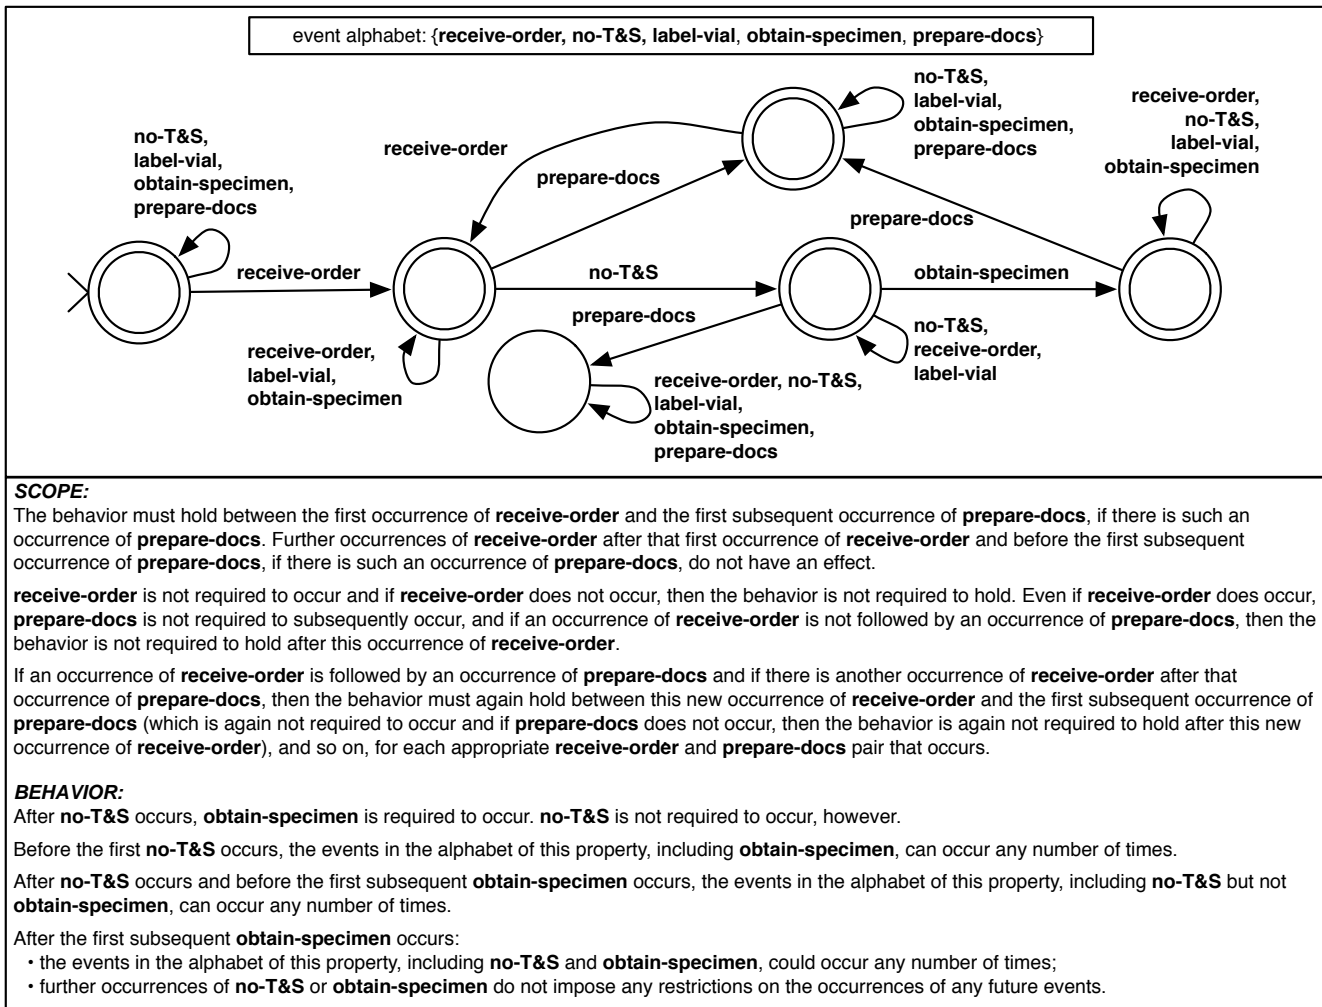 event alphabet: {receive-order, no-T&S, label-vial, obtain-specimen, prepare-docs}
no-T&S,
label-vial,
obtain-specimen,
prepare-docs
receive-order
receive-order
prepare-docs
no-T&S,
label-vial,
obtain-specimen,
prepare-docs
receive-order,
no-T&S,
label-vial,
obtain-specimen
prepare-docs
no-T&S
obtain-specimen
prepare-docs
receive-order,
label-vial,
obtain-specimen
no-T&S,
receive-order,
label-vial
receive-order, no-T&S,
label-vial,
obtain-specimen,
prepare-docs
SCOPE:
The behavior must hold between the first occurrence of receive-order and the first subsequent occurrence of prepare-docs, if there is such an
occurrence of prepare-docs. Further occurrences of receive-order after that first occurrence of receive-order and before the first subsequent
occurrence of prepare-docs, if there is such an occurrence of prepare-docs, do not have an effect.
receive-order is not required to occur and if receive-order does not occur, then the behavior is not required to hold. Even if receive-order does occur,
prepare-docs is not required to subsequently occur, and if an occurrence of receive-order is not followed by an occurrence of prepare-docs, then the
behavior is not required to hold after this occurrence of receive-order.
If an occurrence of receive-order is followed by an occurrence of prepare-docs and if there is another occurrence of receive-order after that
occurrence of prepare-docs, then the behavior must again hold between this new occurrence of receive-order and the first subsequent occurrence of
prepare-docs (which is again not required to occur and if prepare-docs does not occur, then the behavior is again not required to hold after this new
occurrence of receive-order), and so on, for each appropriate receive-order and prepare-docs pair that occurs.
BEHAVIOR:
After no-T&S occurs, obtain-specimen is required to occur. no-T&S is not required to occur, however.
Before the first no-T&S occurs, the events in the alphabet of this property, including obtain-specimen, can occur any number of times.
After no-T&S occurs and before the first subsequent obtain-specimen occurs, the events in the alphabet of this property, including no-T&S but not
obtain-specimen, can occur any number of times.
After the first subsequent obtain-specimen occurs:
• the events in the alphabet of this property, including no-T&S and obtain-specimen, could occur any number of times;
• further occurrences of no-T&S or obtain-specimen do not impose any restrictions on the occurrences of any future events.